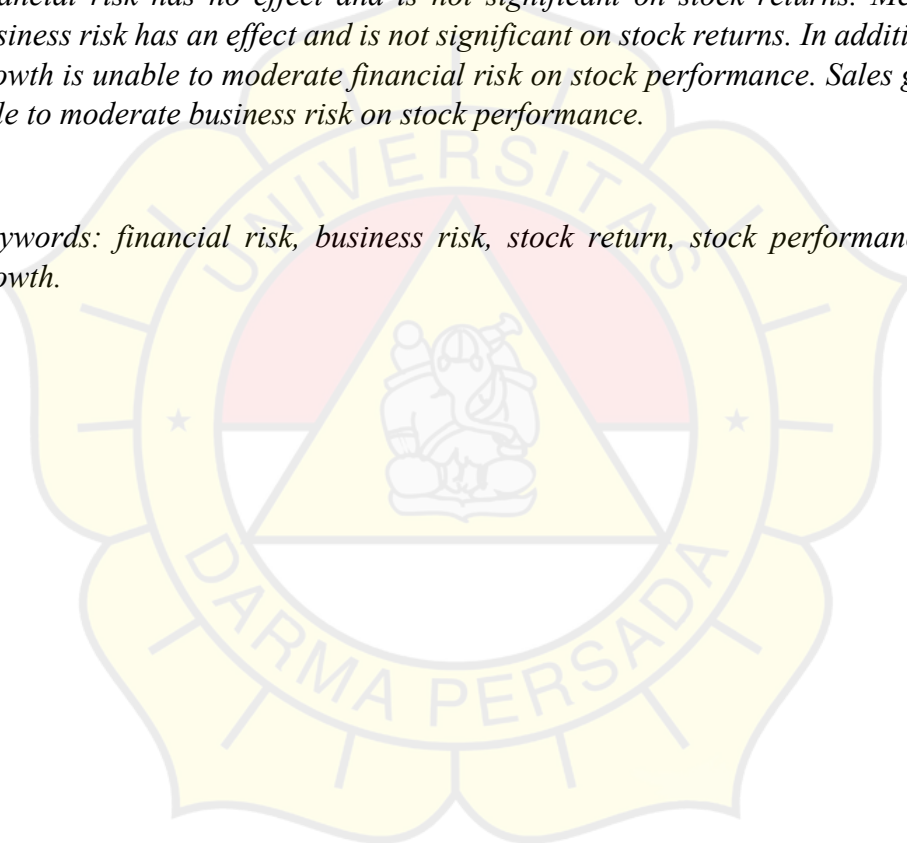 nancial risk has no effect and is not significant on stock returns. Me
siness risk has an effect and is not significant on stock returns. In additi
owth is unable to moderate financial risk on stock performance. Sales g
le to moderate business risk on stock performance.
ywords: financial risk, business risk, stock return, stock performanc
owth.
UNIVERSITAS
DARMA PERSADA